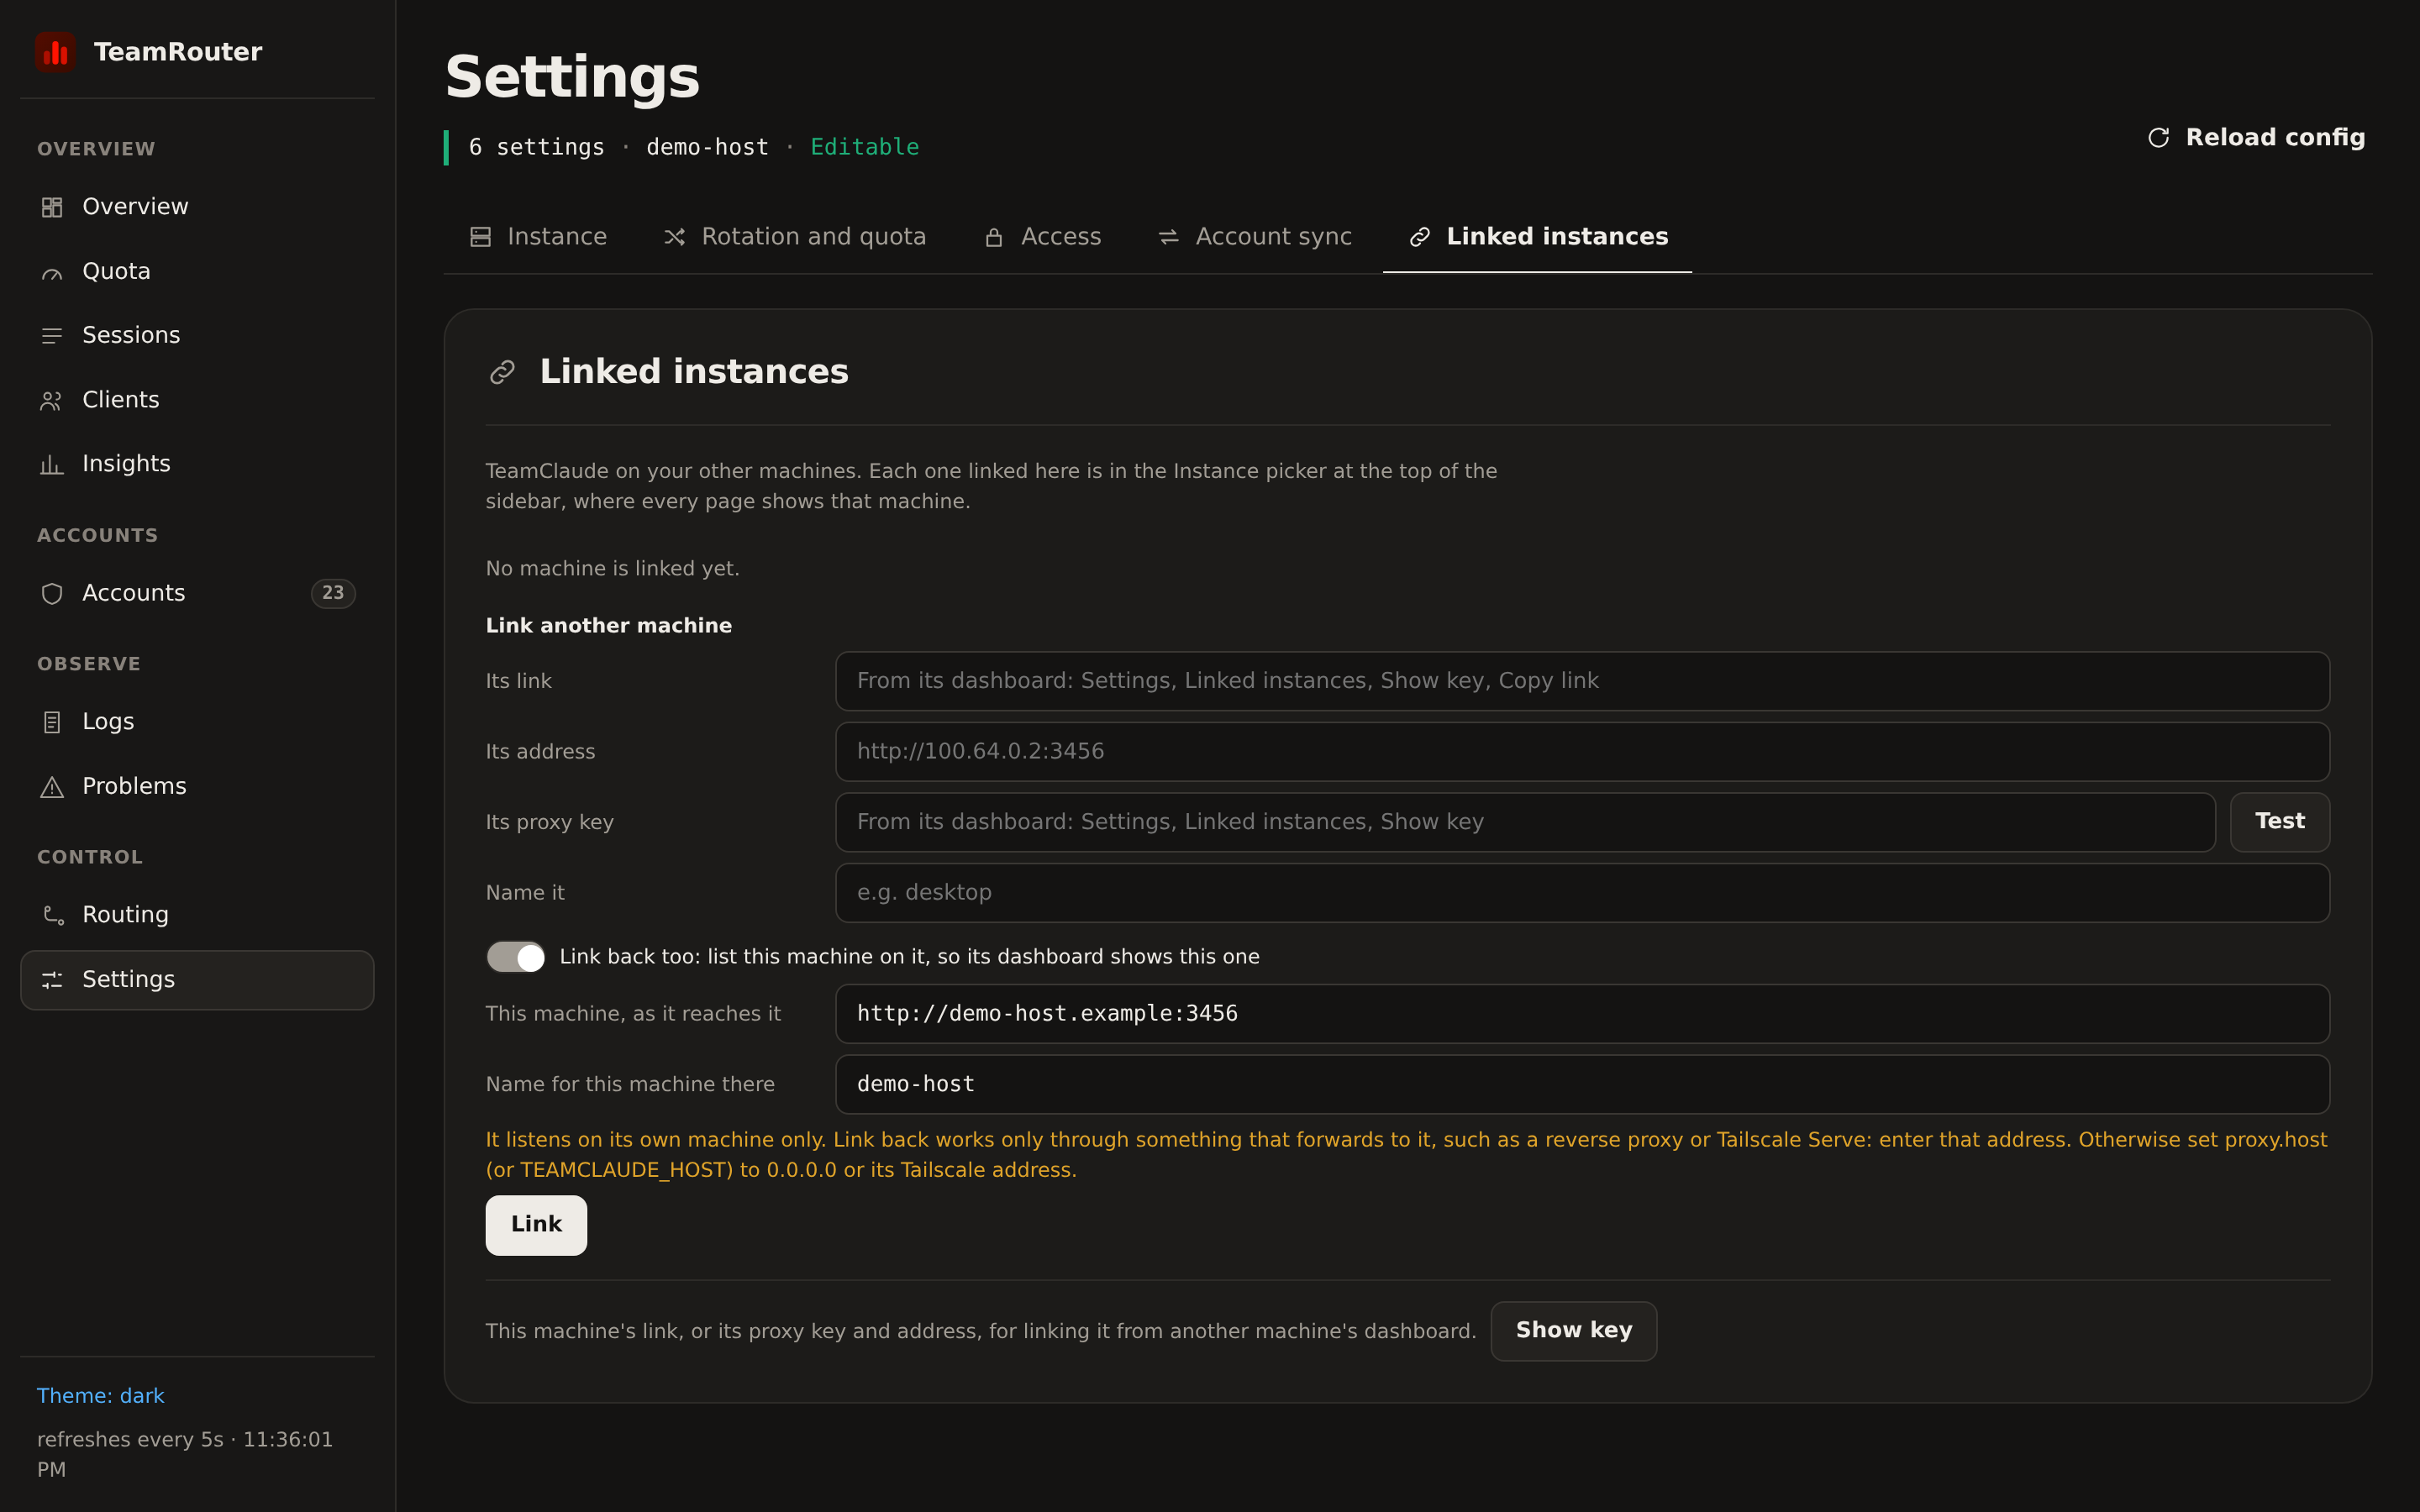 TeamRouter
OVERVIEW
Overview
Quota
Sessions
Clients
Insights
ACCOUNTS
Accounts
23
OBSERVE
Logs
Problems
CONTROL
Routing
Settings
Theme: dark
refreshes every 5s · 11:36:01
PM
Settings
6 settings · demo-host · Editable
Reload config
Instance
Rotation and quota
Access
Account sync
Linked instances
Linked instances
TeamClaude on your other machines. Each one linked here is in the Instance picker at the top of the
sidebar, where every page shows that machine.
No machine is linked yet.
Link another machine
Its link
From its dashboard: Settings, Linked instances, Show key, Copy link
Its address
http://100.64.0.2:3456
Its proxy key
From its dashboard: Settings, Linked instances, Show key
Test
Name it
e.g. desktop
Link back too: list this machine on it, so its dashboard shows this one
This machine, as it reaches it
http://demo-host.example:3456
Name for this machine there
demo-host
It listens on its own machine only. Link back works only through something that forwards to it, such as a reverse proxy or Tailscale Serve: enter that address. Otherwise set proxy.host
(or TEAMCLAUDE_HOST) to 0.0.0.0 or its Tailscale address.
Link
This machine's link, or its proxy key and address, for linking it from another machine's dashboard.
Show key